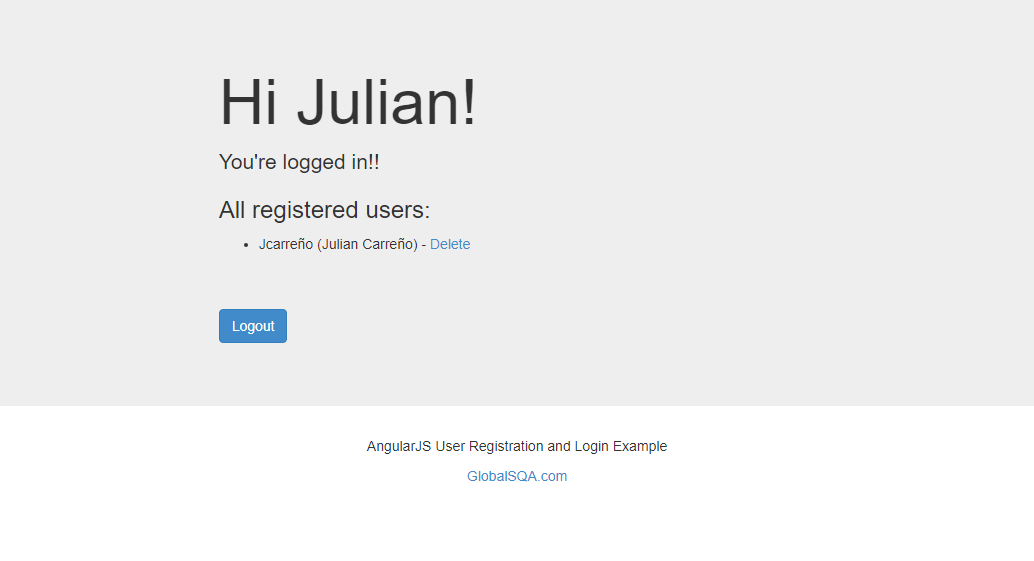 Hi Julian!
You're logged in!!
All registered users:
• Jcarreño (Julian Carreño) - Delete
Logout
AngularJS User Registration and Login Example
GlobalSQA.com